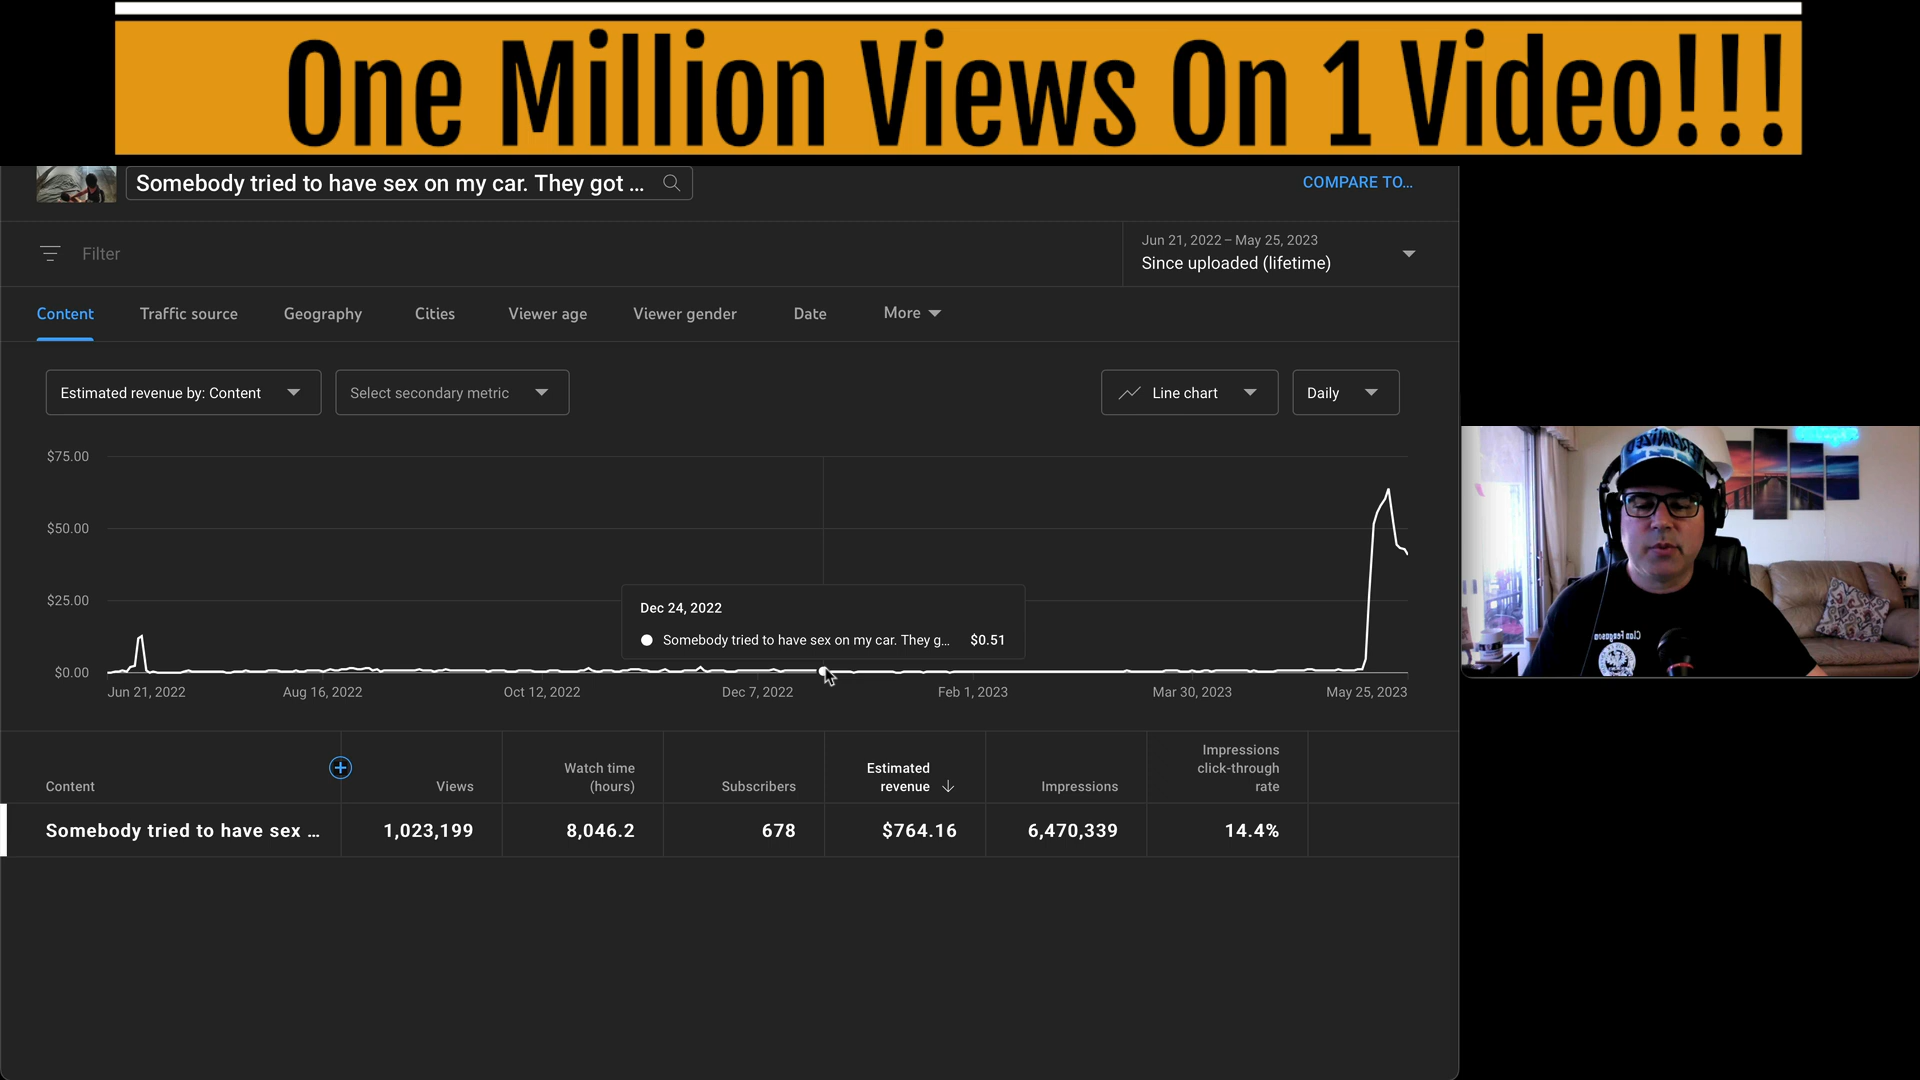 One Million Views On 1 Video!!!
Somebody tried to have sex on my car. They got ...
COMPARE TO...
Filter
Jun 21, 2022 – May 25, 2023
Since uploaded (lifetime)
Content Traffic source Geography Cities Viewer age Viewer gender Date More
Estimated revenue by: Content Select secondary metric Line chart Daily
$75.00
$50.00
$25.00
$0.00
Dec 24, 2022
Somebody tried to have sex on my car. They g... $0.51
Jun 21, 2022 Aug 16, 2022 Oct 12, 2022 Dec 7, 2022 Feb 1, 2023 Mar 30, 2023 May 25, 2023
Content Views Watch time (hours) Subscribers Estimated revenue Impressions Impressions click-through rate
Somebody tried to have sex ... 1,023,199 8,046.2 678 $764.16 6,470,339 14.4%
Clan Ferguson